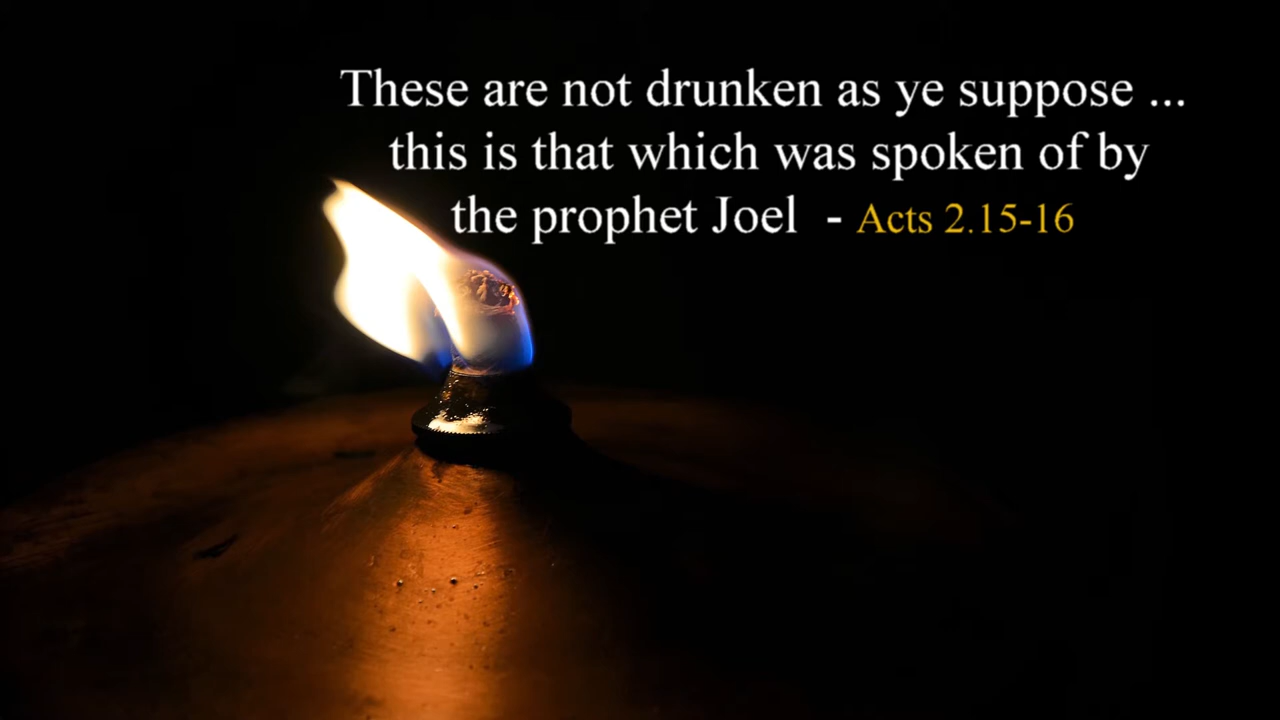 These are not drunken as ye suppose ...
this is that which was spoken of by
the prophet Joel - Acts 2.15-16